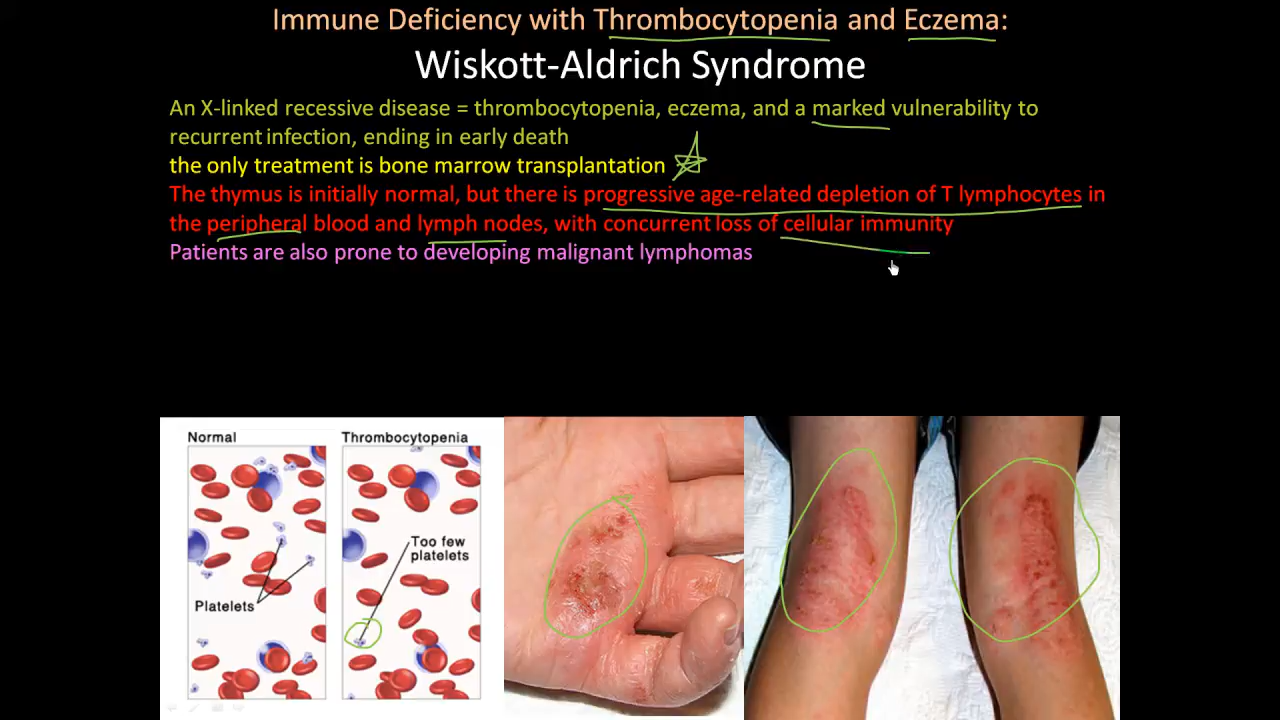 Immune Deficiency with Thrombocytopenia and Eczema:
Wiskott-Aldrich Syndrome
An X-linked recessive disease = thrombocytopenia, eczema, and a marked vulnerability to
recurrent infection, ending in early death
the only treatment is bone marrow transplantation
The thymus is initially normal, but there is progressive age-related depletion of T lymphocytes in
the peripheral blood and lymph nodes, with concurrent loss of cellular immunity
Patients are also prone to developing malignant lymphomas
Normal
Platelets
Thrombocytopenia
Too few
platelets